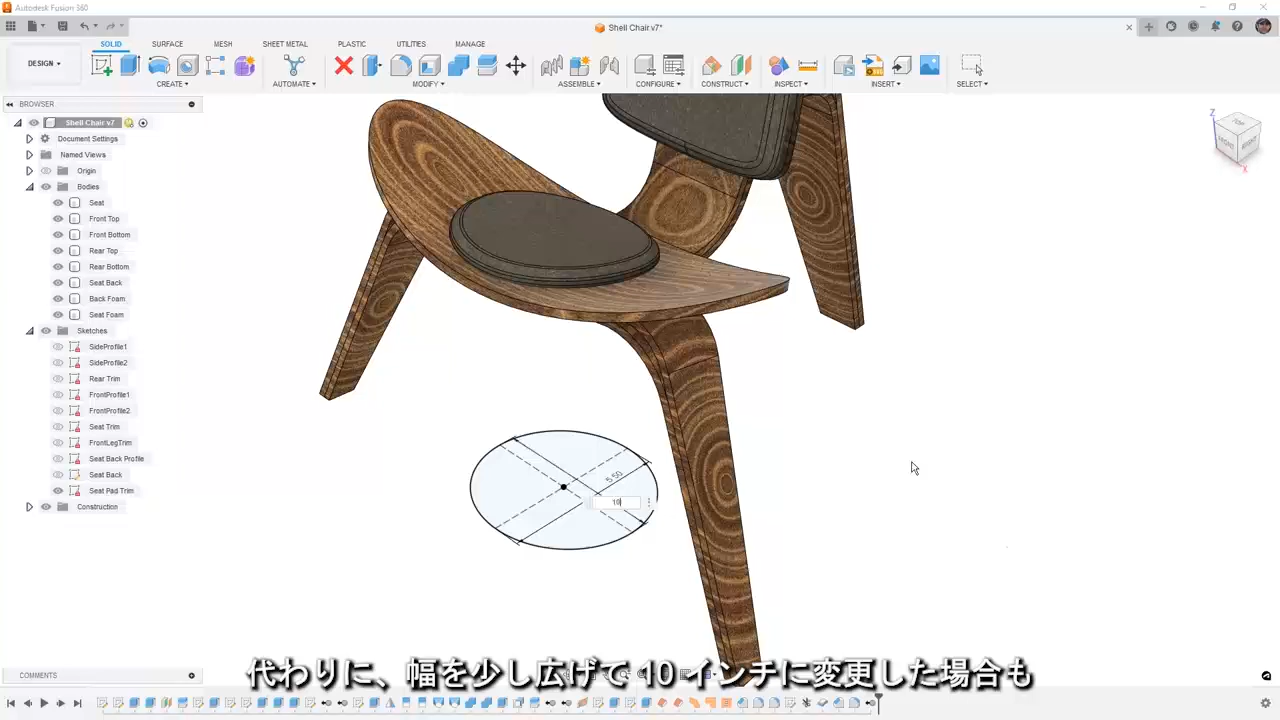 Autodesk Fusion 360
Shell Chair v7*
DESIGN
SOLID SURFACE MESH SHEET METAL PLASTIC UTILITIES MANAGE
CREATE AUTOMATE MODIFY ASSEMBLE CONFIGURE CONSTRUCT INSPECT INSERT SELECT
BROWSER
Shell Chair v7
Document Settings
Named Views
Origin
Bodies
Seat
Front Top
Front Bottom
Rear Top
Rear Bottom
Seat Back
Back Foam
Seat Foam
Sketches
SideProfile1
SideProfile2
Rear Trim
FrontProfile1
FrontProfile2
Seat Trim
FrontLegTrim
Seat Back Profile
Seat Back
Seat Pad Trim
Construction
Z
FRONT
RIGHT
X
5.50
10
COMMENTS
代わりに、幅を少し広げて 10 インチに変更した場合も